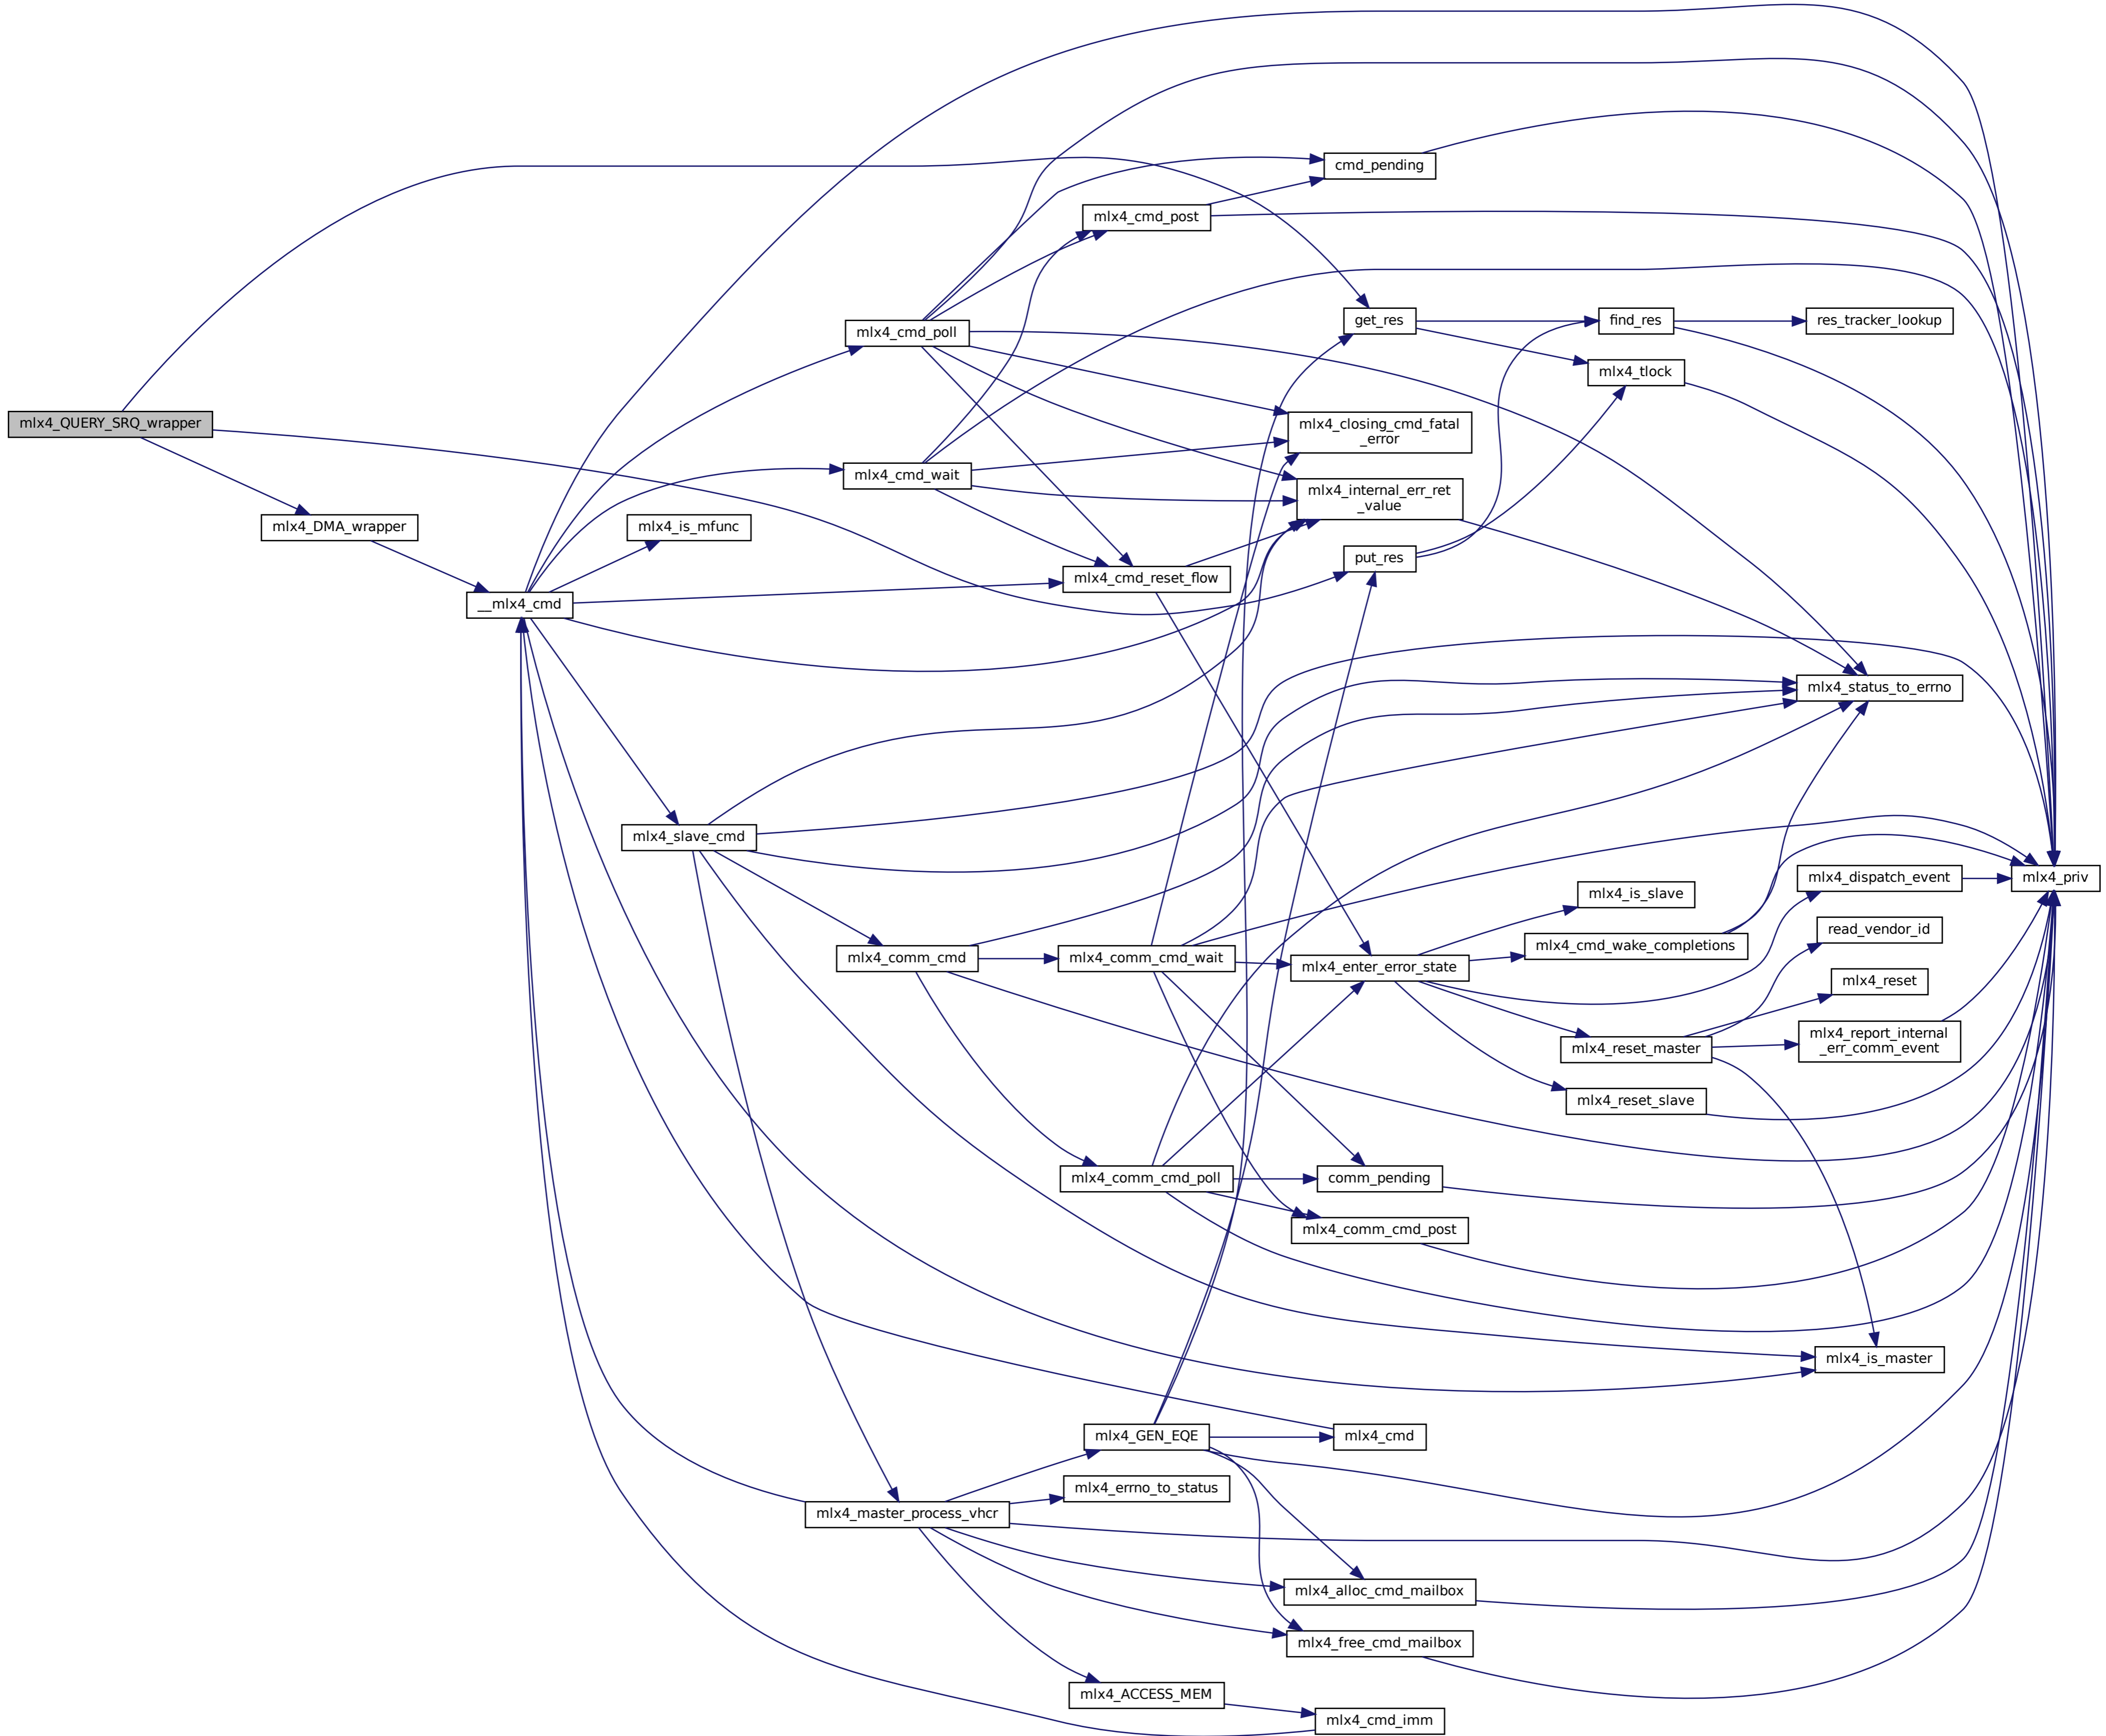 mlx4_QUERY_SRQ_wrapper
mlx4_DMA_wrapper
__mlx4_cmd
mlx4_is_mfunc
mlx4_cmd_poll
mlx4_cmd_wait
mlx4_slave_cmd
mlx4_comm_cmd
mlx4_master_process_vhcr
mlx4_cmd_post
mlx4_cmd_reset_flow
mlx4_comm_cmd_wait
mlx4_comm_cmd_poll
mlx4_GEN_EQE
mlx4_errno_to_status
mlx4_ACCESS_MEM
cmd_pending
get_res
mlx4_closing_cmd_fatal
_error
mlx4_internal_err_ret
_value
put_res
mlx4_enter_error_state
comm_pending
mlx4_comm_cmd_post
mlx4_cmd
mlx4_alloc_cmd_mailbox
mlx4_free_cmd_mailbox
mlx4_cmd_imm
find_res
mlx4_tlock
mlx4_is_slave
mlx4_cmd_wake_completions
mlx4_reset_master
mlx4_reset_slave
res_tracker_lookup
mlx4_status_to_errno
mlx4_dispatch_event
read_vendor_id
mlx4_reset
mlx4_report_internal
_err_comm_event
mlx4_is_master
mlx4_priv